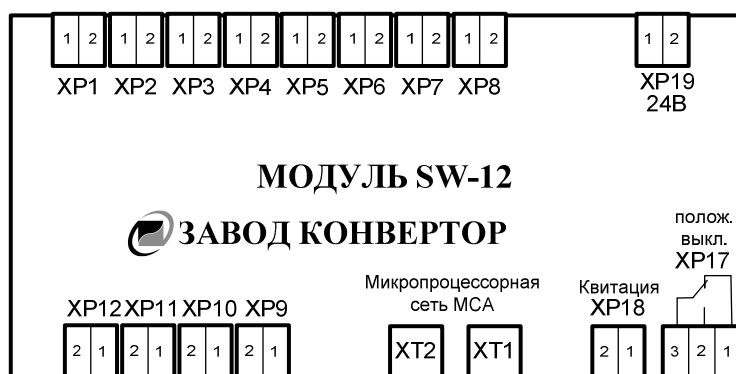 1 2 1 2 1 2 1 2 1 2 1 2 1 2 1 2 1 2
XP1 XP2 XP3 XP4 XP5 XP6 XP7 XP8 XP19
24В
МОДУЛЬ SW-12
ЗАВОД КОНВЕРТОР
полож.
выкл.
XP17
Микропроцессорная
сеть МСА
Квитация
XP18
XP12 XP11 XP10 XP9
2 1 2 1 2 1 2 1 XT2 XT1 2 1 3 2 1